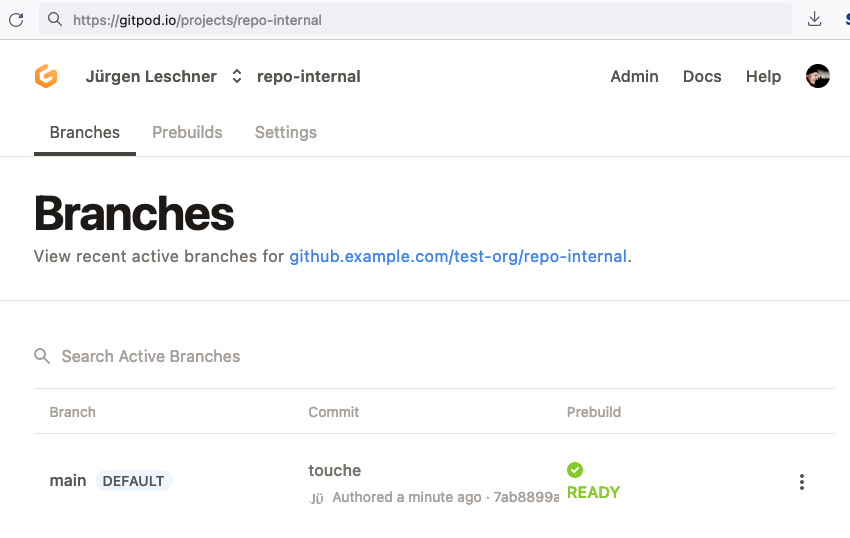 https://gitpod.io/projects/repo-internal
Jürgen Leschner repo-internal Admin Docs Help
Branches Prebuilds Settings
Branches
View recent active branches for github.example.com/test-org/repo-internal.
Search Active Branches
Branch Commit Prebuild
main DEFAULT touche READY
Jü Authored a minute ago · 7ab8899a